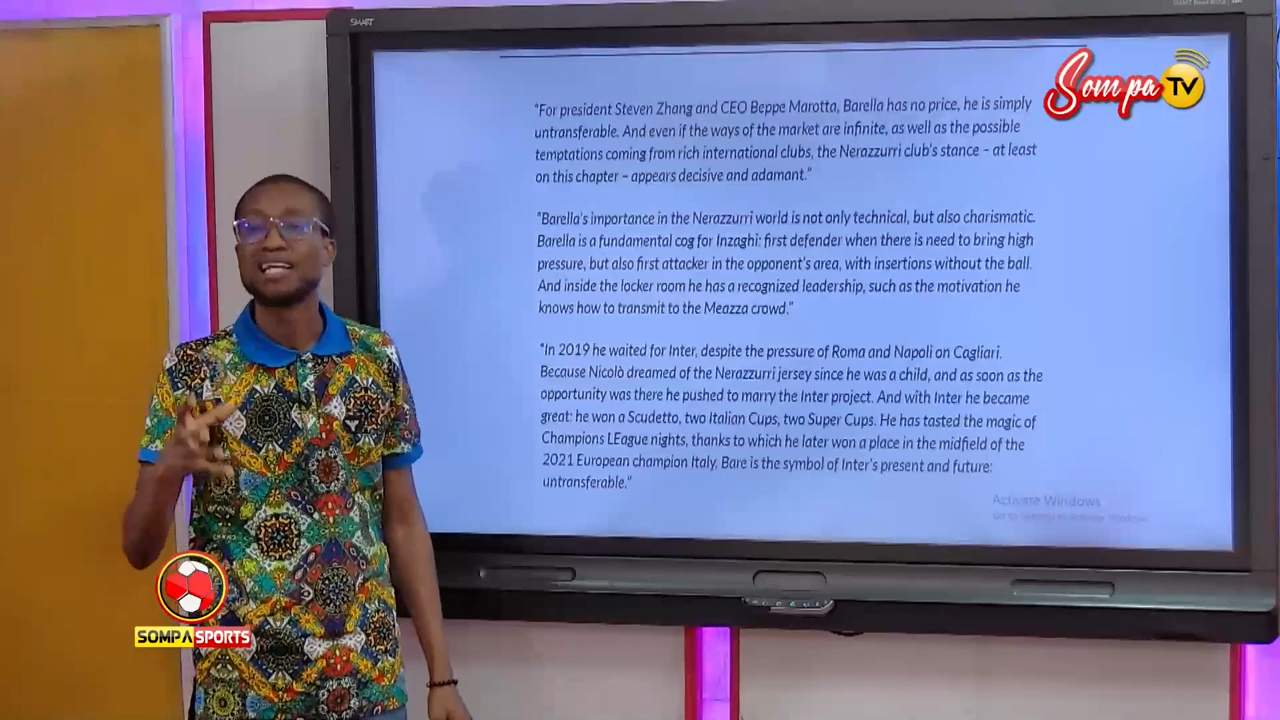 SMART
Sompa TV
"For president Steven Zhang and CEO Beppe Marotta, Barella has no price, he is simply
untransferable. And even if the ways of the market are infinite, as well as the possible
temptations coming from rich international clubs, the Nerazzurri club's stance – at least
on this chapter – appears decisive and adamant."
"Barella's importance in the Nerazzurri world is not only technical, but also charismatic.
Barella is a fundamental cog for Inzaghi: first defender when there is need to bring high
pressure, but also first attacker in the opponent's area, with insertions without the ball.
And inside the locker room he has a recognized leadership, such as the motivation he
knows how to transmit to the Meazza crowd."
"In 2019 he waited for Inter, despite the pressure of Roma and Napoli on Cagliari.
Because Nicolò dreamed of the Nerazzurri jersey since he was a child, and as soon as the
opportunity was there he pushed to marry the Inter project. And with Inter he became
great: he won a Scudetto, two Italian Cups, two Super Cups. He has tasted the magic of
Champions LEague nights, thanks to which he later won a place in the midfield of the
2021 European champion Italy. Bare is the symbol of Inter's present and future:
untransferable."
Activate Windows
Go to Settings to activate Windows.
SOMPA SPORTS